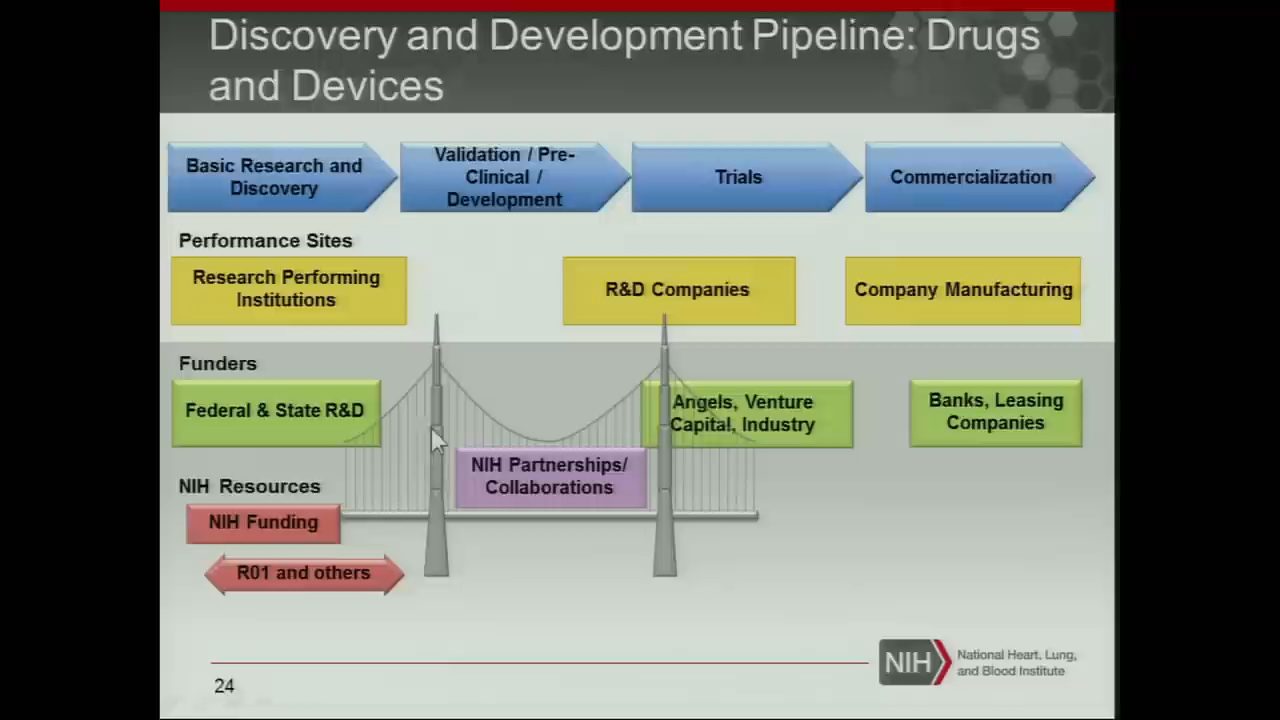 Discovery and Development Pipeline: Drugs
and Devices
Basic Research and
Discovery
Validation / Pre-
Clinical /
Development
Trials
Commercialization
Performance Sites
Research Performing
Institutions
R&D Companies
Company Manufacturing
Funders
Federal & State R&D
Angels, Venture
Capital, Industry
Banks, Leasing
Companies
NIH Partnerships/
Collaborations
NIH Resources
NIH Funding
R01 and others
NIH
National Heart, Lung,
and Blood Institute
24